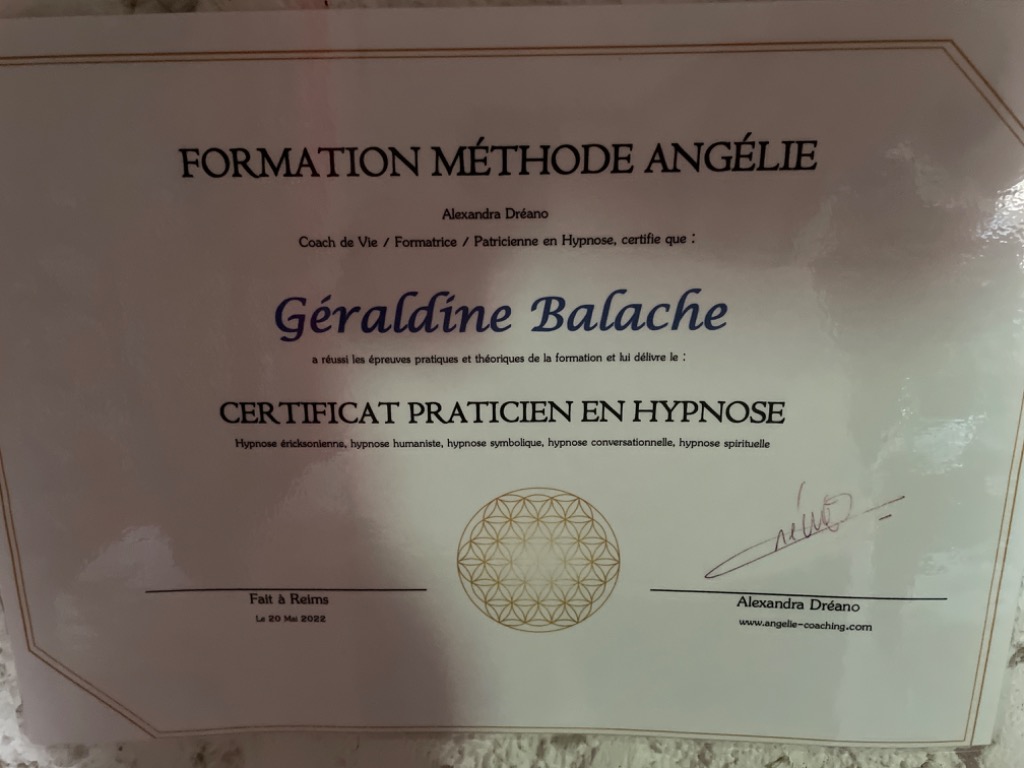 FORMATION MÉTHODE ANGÉLIE
Alexandra Dréano
Coach de Vie / Formatrice / Patricienne en Hypnose, certifie que :
Géraldine Balache
a réussi les épreuves pratiques et théoriques de la formation et lui délivre le :
CERTIFICAT PRATICIEN EN HYPNOSE
Hypnose éricksonienne, hypnose humaniste, hypnose symbolique, hypnose conversationnelle, hypnose spirituelle
Fait à Reims
Le 20 Mai 2022
Alexandra Dréano
www.angelie-coaching.com